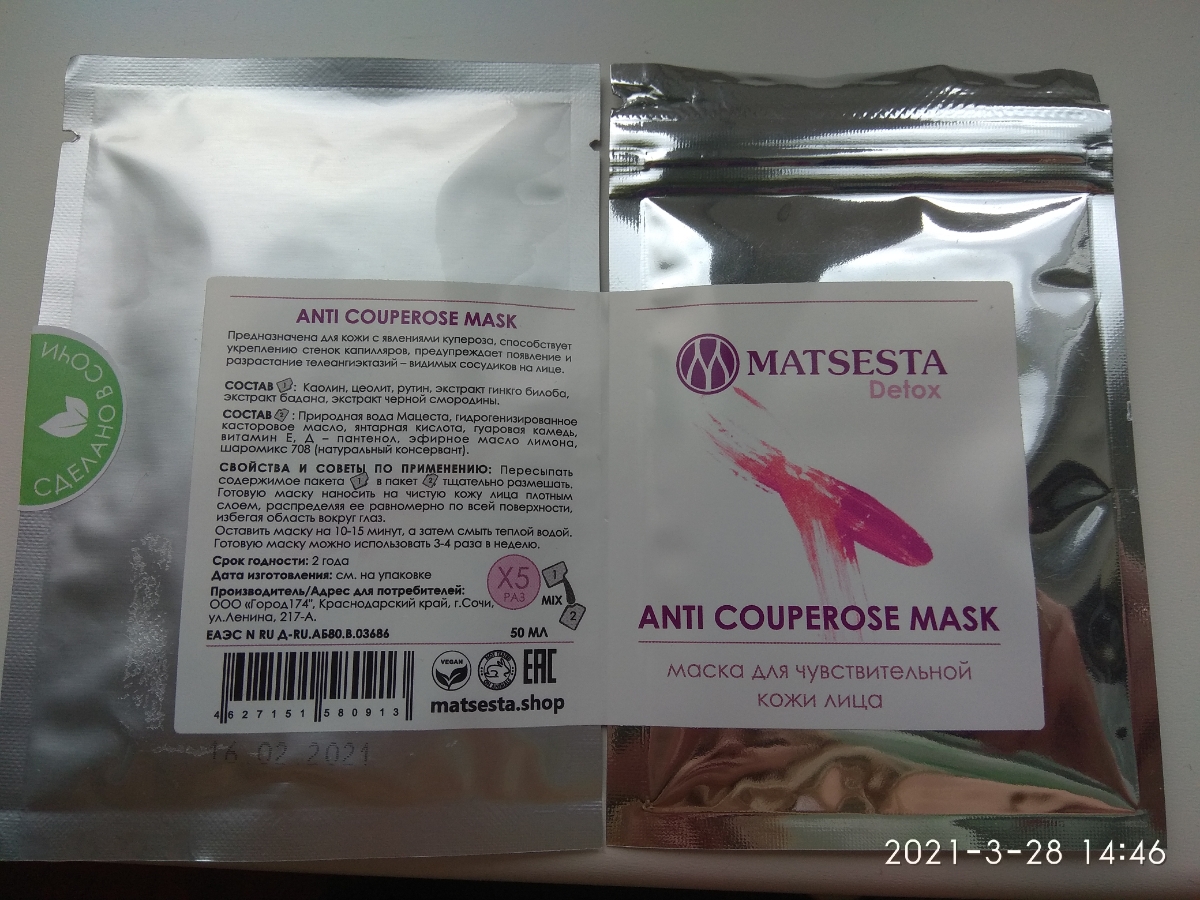 ANTI COUPEROSE MASK
Предназначена для кожи с явлениями купероза, способствует
укреплению стенок капилляров, предупреждает появление и
разрастание телеангиэктазий – видимых сосудиков на лице.
СОСТАВ 1: Каолин, цеолит, рутин, экстракт гинкго билоба,
экстракт бадана, экстракт черной смородины.
СОСТАВ 2: Природная вода Мацеста, гидрогенизированное
касторовое масло, янтарная кислота, гуаровая камедь,
витамин Е, Д – пантенол, эфирное масло лимона,
шаромикс 708 (натуральный консервант).
СВОЙСТВА И СОВЕТЫ ПО ПРИМЕНЕНИЮ: Пересыпать
содержимое пакета 1 в пакет 2 тщательно размешать.
Готовую маску наносить на чистую кожу лица плотным
слоем, распределяя ее равномерно по всей поверхности,
избегая область вокруг глаз.
Оставить маску на 10-15 минут, а затем смыть теплой водой.
Готовую маску можно использовать 3-4 раза в неделю.
Срок годности: 2 года
Дата изготовления: см. на упаковке
Производитель/Адрес для потребителей:
ООО «Город174", Краснодарский край, г.Сочи,
ул.Ленина, 217-А.
ЕАЭС N RU Д-RU.АБ80.В.03686
50 МЛ
X5
РАЗ
MIX
1
2
4 627151 580913
VEGAN
EAC
matsesta.shop
16 02 2021
СДЕЛАНО В СОЧИ
MATSESTA
Detox
ANTI COUPEROSE MASK
маска для чувствительной
кожи лица
2021-3-28 14:46